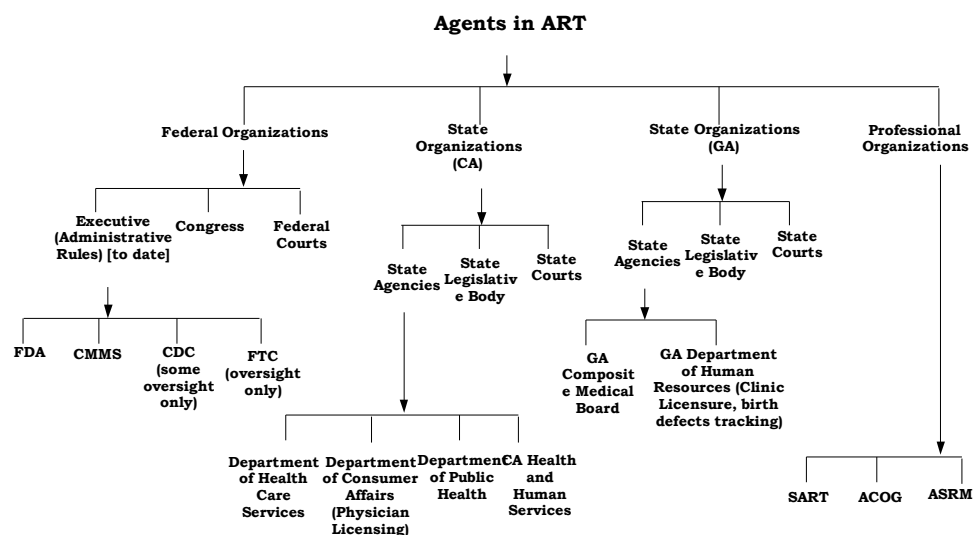 Agents in ART
Federal Organizations
State
Organizations
(CA)
State Organizations
(GA)
Professional
Organizations
Executive
(Administrative
Rules) [to date]
Congress
Federal
Courts
State
Agencies
State
Legislativ
e Body
State
Courts
State
Agencies
State
Legislativ
e Body
State
Courts
FDA
CMMS
CDC
(some
oversight
only)
FTC
(oversight
only)
GA
Composit
e Medical
Board
GA Department
of Human
Resources (Clinic
Licensure, birth
defects tracking)
Department
of Health
Care
Services
Department
of Consumer
Affairs
(Physician
Licensing)
Department
of Public
Health
CA Health
and
Human
Services
SART
ACOG
ASRM